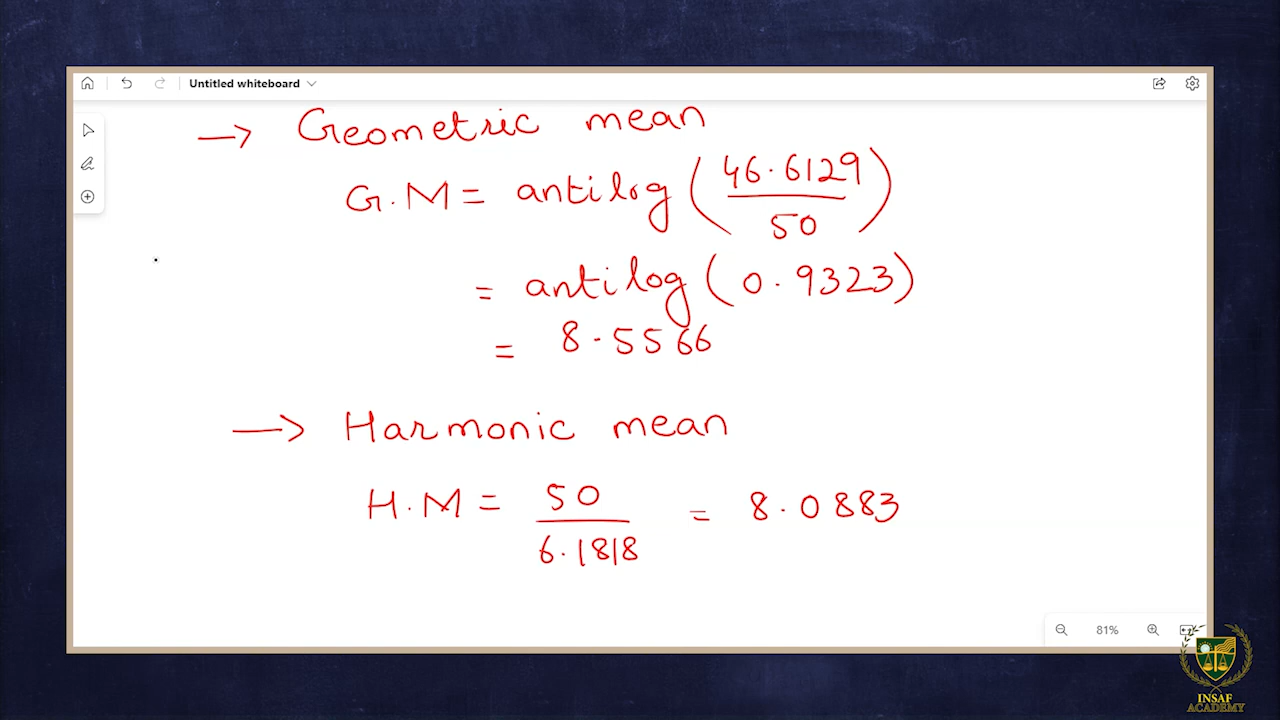 Untitled whiteboard
→ Geometric mean
G.M = antilog (46.6129 / 50)
= antilog (0.9323)
= 8.5566
→ Harmonic mean
H.M = 50 / 6.1818 = 8.0883
81%
INSAF
ACADEMY